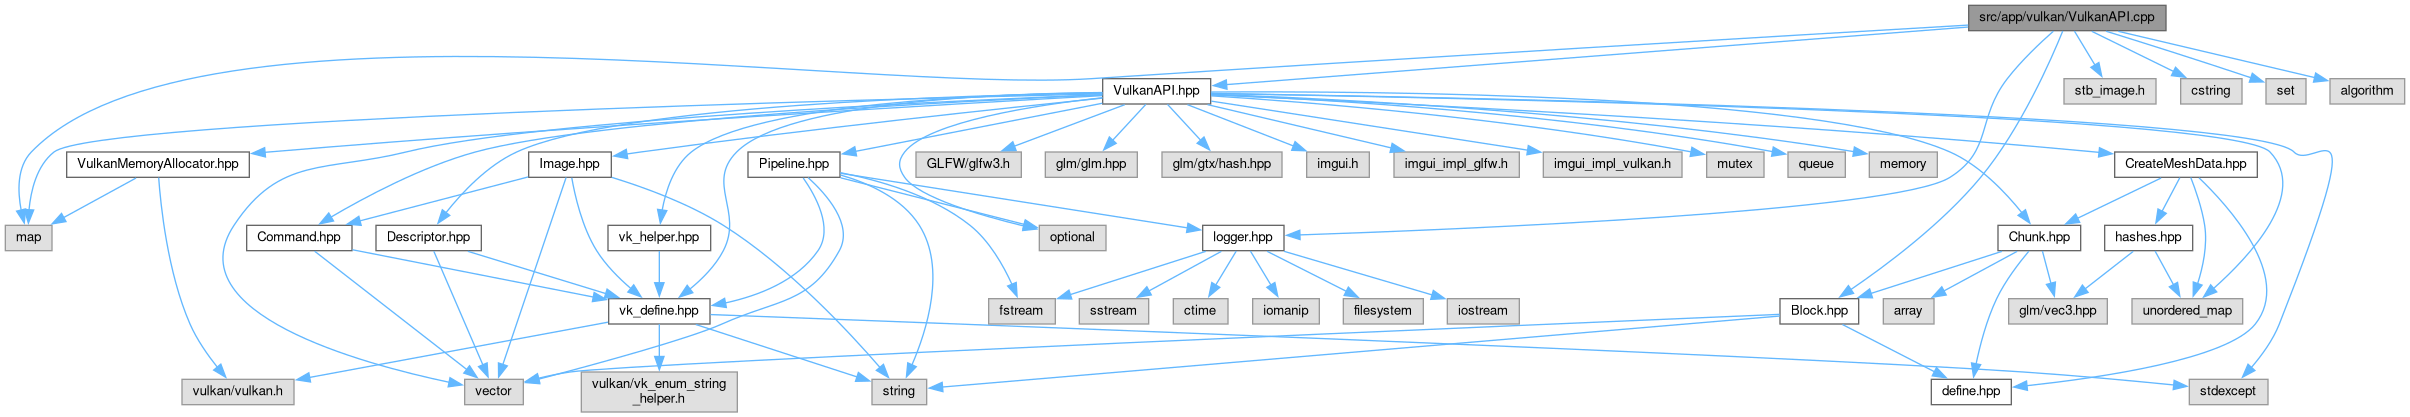 src/app/vulkan/VulkanAPI.cpp
VulkanAPI.hpp
stb_image.h
cstring
set
algorithm
VulkanMemoryAllocator.hpp
Image.hpp
Pipeline.hpp
GLFW/glfw3.h
glm/glm.hpp
glm/gtx/hash.hpp
imgui.h
imgui_impl_glfw.h
imgui_impl_vulkan.h
mutex
queue
memory
CreateMeshData.hpp
map
Command.hpp
Descriptor.hpp
vk_helper.hpp
optional
logger.hpp
Chunk.hpp
hashes.hpp
vk_define.hpp
fstream
sstream
ctime
iomanip
filesystem
iostream
Block.hpp
array
glm/vec3.hpp
unordered_map
vulkan/vulkan.h
vector
vulkan/vk_enum_string
_helper.h
string
define.hpp
stdexcept